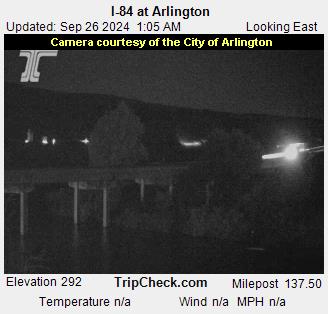 I-84 at Arlington
Updated: Sep 26 2024 1:05 AM Looking East
Camera courtesy of the City of Arlington
Elevation 292 TripCheck.com Milepost 137.50
Temperature n/a Wind n/a MPH n/a